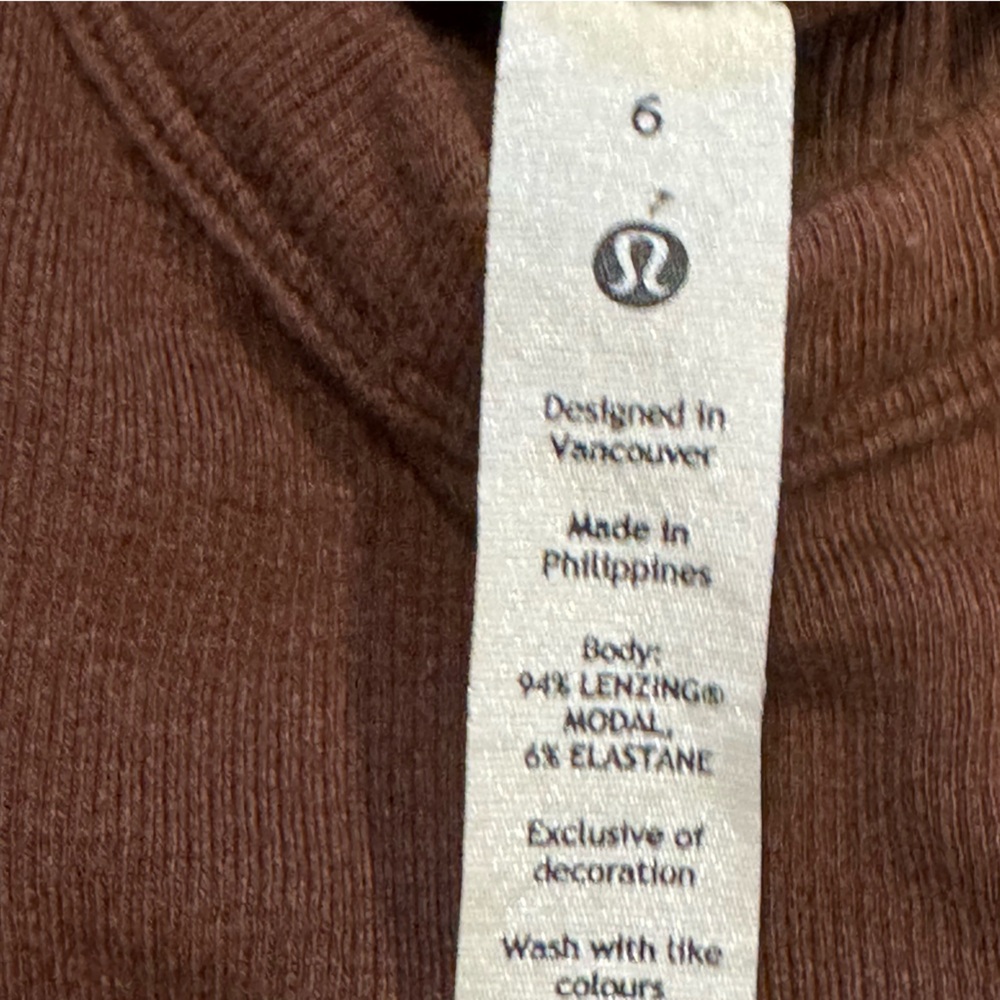 6
Designed in
Vancouver
Made in
Philippines
Body:
94% LENZING®
MODAL,
6% ELASTANE
Exclusive of
decoration
Wash with like
colours